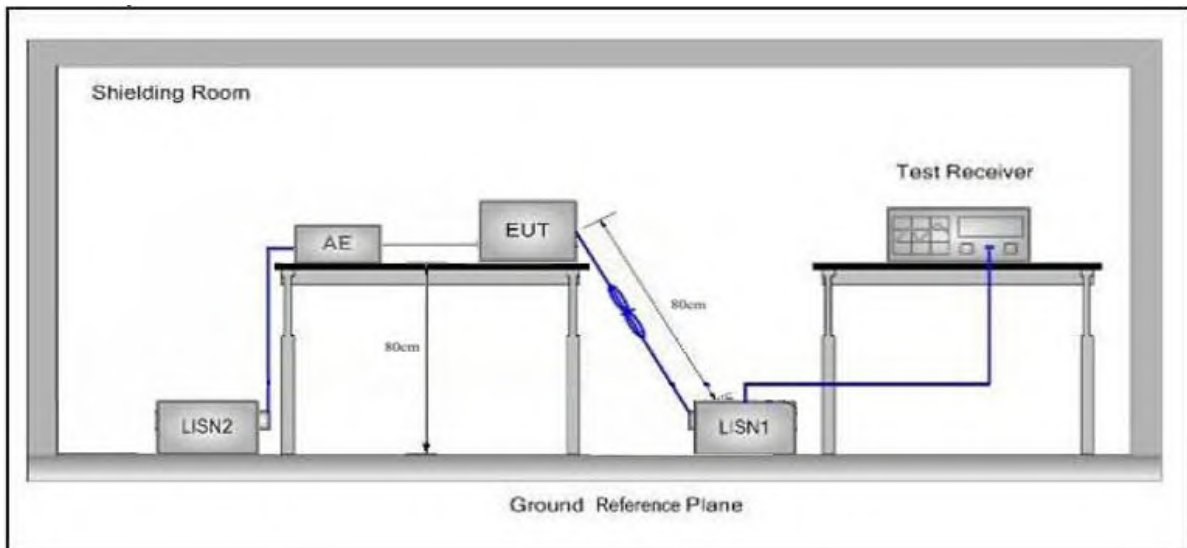 Shielding Room
Test Receiver
AE
EUT
80cm
80cm
LISN2
LISN1
Ground Reference Plane